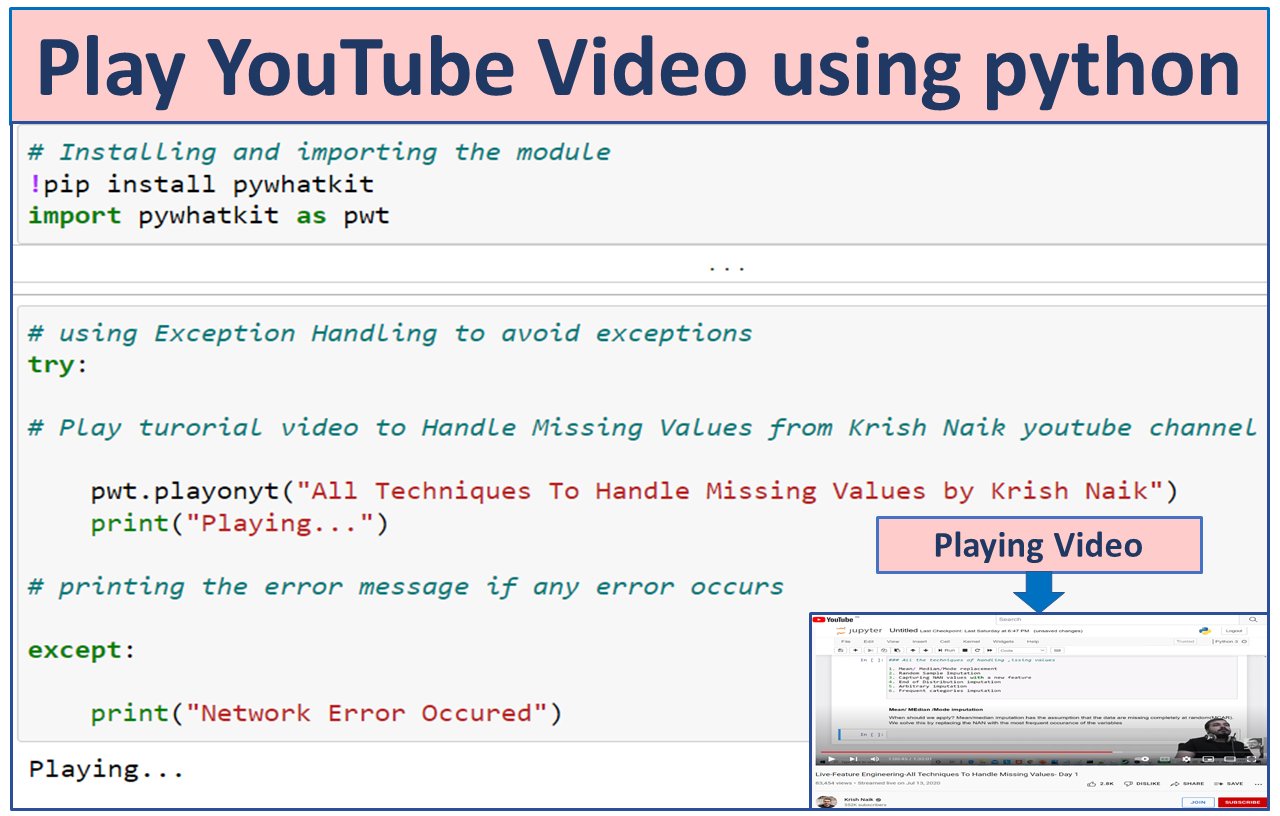 Play YouTube Video using python
# Installing and importing the module
!pip install pywhatkit
import pywhatkit as pwt
...
# using Exception Handling to avoid exceptions
try:
# Play turorial video to Handle Missing Values from Krish Naik youtube channel
pwt.playonyt("All Techniques To Handle Missing Values by Krish Naik")
print("Playing...")
# printing the error message if any error occurs
except:
print("Network Error Occured")
Playing...
Playing Video
YouTube
Search
jupyter Untitled Last Checkpoint: Last Saturday at 6:47 PM (unsaved changes)
Logout
File Edit View Insert Cell Kernel Widgets Help
Trusted Python 3
Run Code
In [ ]: ### All the techniques of handling ,issing values
1. Mean/ Median/Mode replacement
2. Random Sample Imputation
3. Capturing NAN values with a new feature
4. End of Distribution imputation
5. Arbitrary imputation
6. Frequent categories imputation
Mean/ MEdian /Mode imputation
When should we apply? Mean/median imputation has the assumption that the data are missing completely at random(MCAR).
We solve this by replacing the NAN with the most frequent occurance of the variables
In [ ]:
Live-Feature Engineering-All Techniques To Handle Missing Values- Day 1
83,454 views • Streamed live on Jul 13, 2020
2.8K DISLIKE SHARE SAVE ...
Krish Naik
subscribers
JOIN SUBSCRIBE